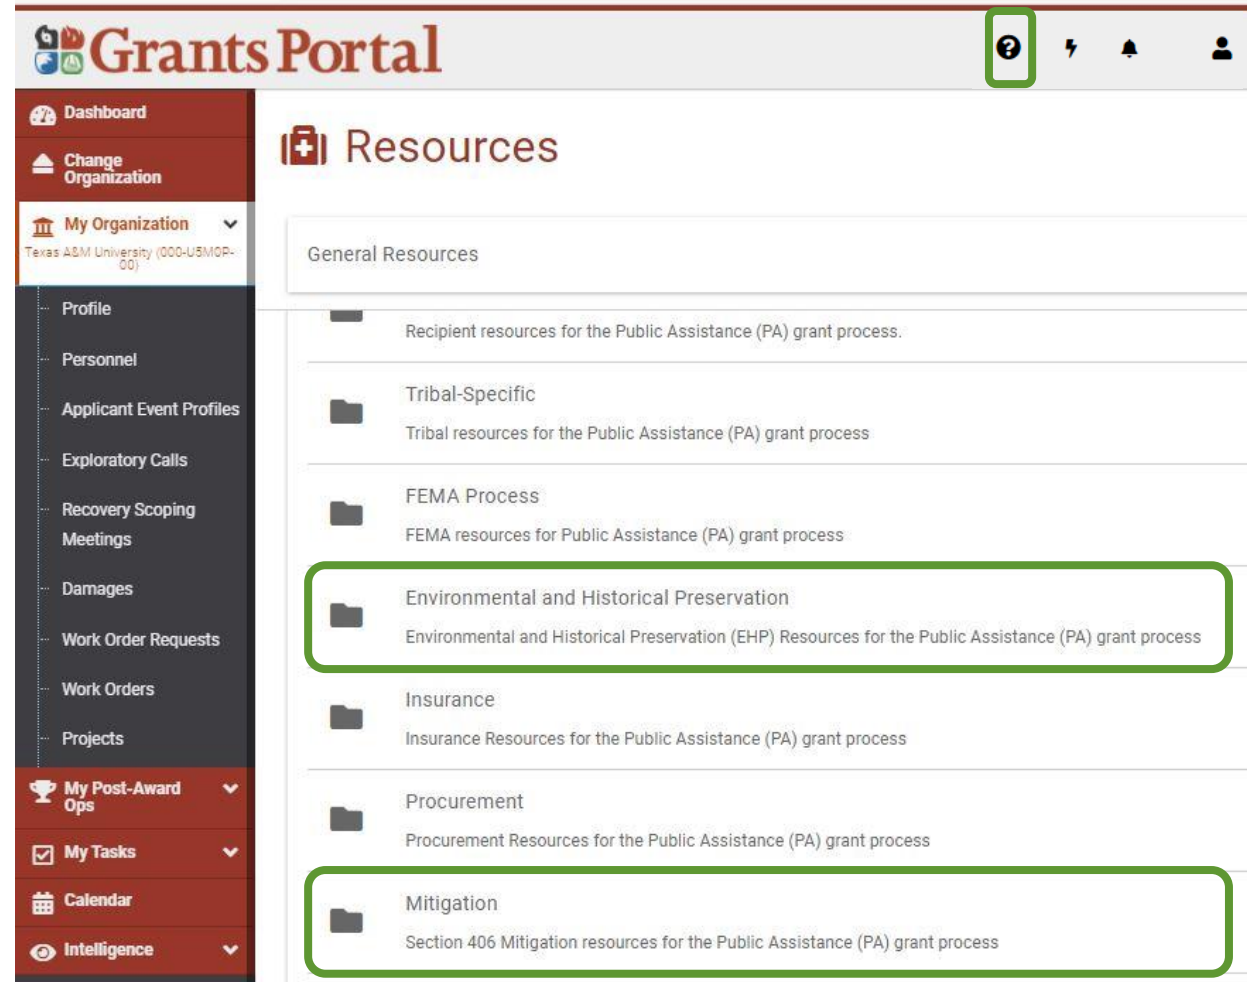 Grants Portal
Dashboard
Change
Organization
My Organization
Texas A&M University (000-U5M0P-
00)
Profile
Personnel
Applicant Event Profiles
Exploratory Calls
Recovery Scoping
Meetings
Damages
Work Order Requests
Work Orders
Projects
My Post-Award
Ops
My Tasks
Calendar
Intelligence
Resources
General Resources
Recipient resources for the Public Assistance (PA) grant process.
Tribal-Specific
Tribal resources for the Public Assistance (PA) grant process
FEMA Process
FEMA resources for Public Assistance (PA) grant process
Environmental and Historical Preservation
Environmental and Historical Preservation (EHP) Resources for the Public Assistance (PA) grant process
Insurance
Insurance Resources for the Public Assistance (PA) grant process
Procurement
Procurement Resources for the Public Assistance (PA) grant process
Mitigation
Section 406 Mitigation resources for the Public Assistance (PA) grant process